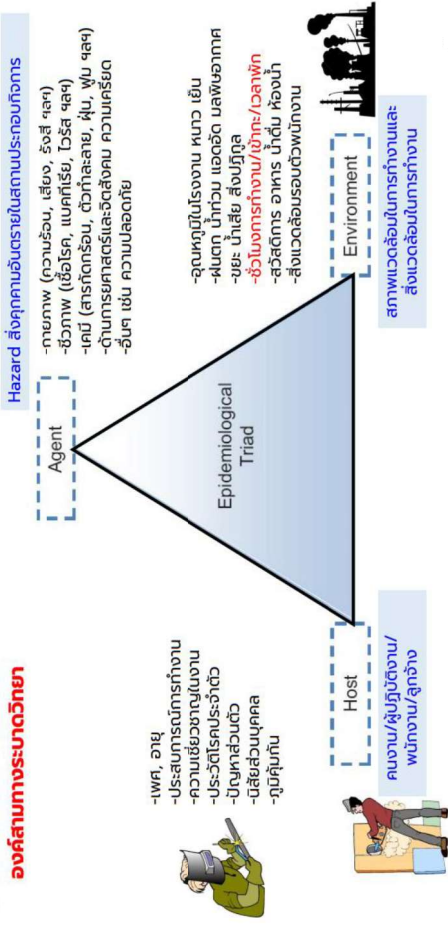 องค์สามทางระบาดวิทยา
Hazard สิ่งคุกคามอันตรายในสถานประกอบกิจการ
Agent
-กายภาพ (ความร้อน, เสียง, รังสี ฯลฯ)
-ชีวภาพ (เชื้อโรค, แบคทีเรีย, ไวรัส ฯลฯ)
-เคมี (สารกัดกร้อน, ตัวทำละลาย, ฝุ่น, ฟูม ฯลฯ)
-ด้านการยศาสตร์และจิตสังคม ความเครียด
-อื่นๆ เช่น ความปลอดภัย
-เพศ, อายุ
-ประสบการณ์การทำงาน
-ความเชี่ยวชาญในงาน
-ประวัติโรคประจำตัว
-ปัญหาส่วนตัว
-นิสัยส่วนบุคคล
-ภูมิคุ้มกัน
Epidemiological
Triad
-อุณหภูมิในโรงงาน หนาว เย็น
-ฝนตก น้ำท่วม แออัด มลพิษอากาศ
-ขยะ น้ำเสีย สิ่งปฏิกูล
-ชั่วโมงการทำงาน/เข้ากะ/เวลาพัก
-สวัสดิการ อาหาร น้ำดื่ม ห้องน้ำ
-สิ่งแวดล้อมรอบตัวพนักงาน
Host
คนงาน/ผู้ปฏิบัติงาน/
พนักงาน/ลูกจ้าง
Environment
สภาพแวดล้อมในการทำงานและ
สิ่งแวดล้อมในการทำงาน